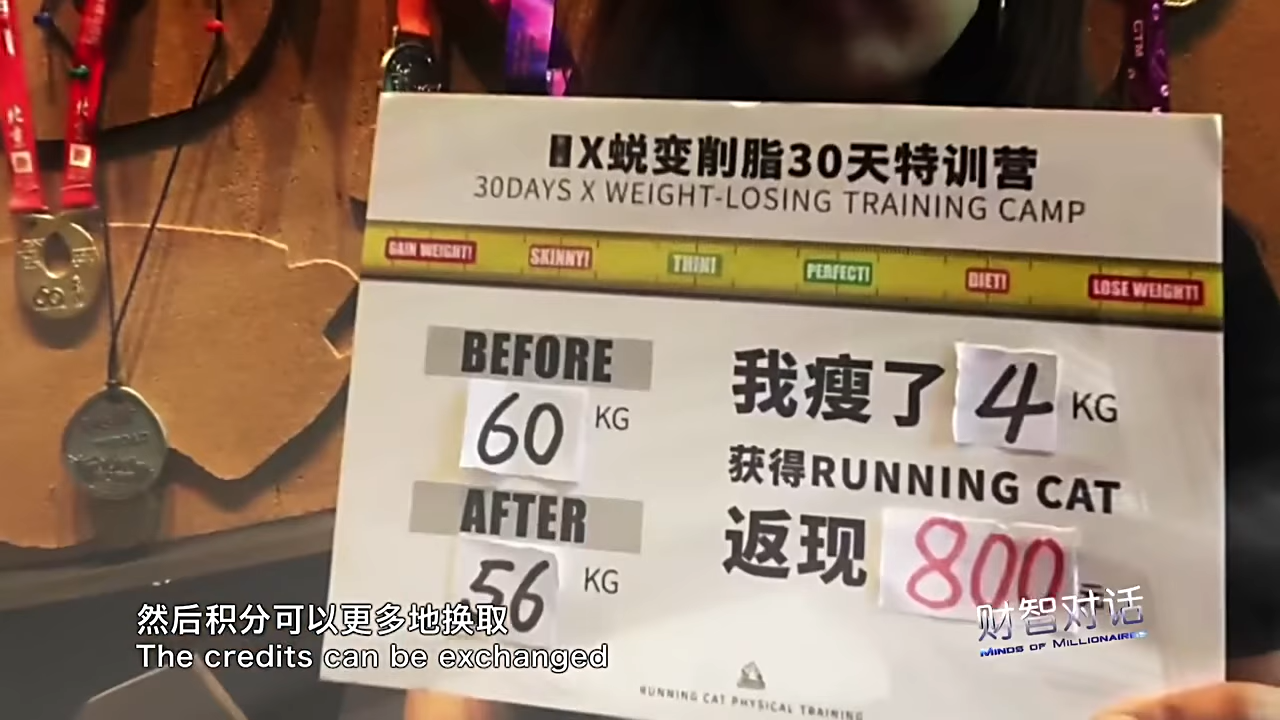 X蜕变削脂30天特训营
30DAYS X WEIGHT-LOSING TRAINING CAMP
GAIN WEIGHT! SKINNY! THIN! PERFECT! DIET! LOSE WEIGHT!
BEFORE
60 KG
AFTER
56 KG
我瘦了 4 KG
获得RUNNING CAT
返现 800
RUNNING CAT PHYSICAL TRAINING
然后积分可以更多地换取
The credits can be exchanged
财智对话
MINDS OF MILLIONAIRES
CTM
60